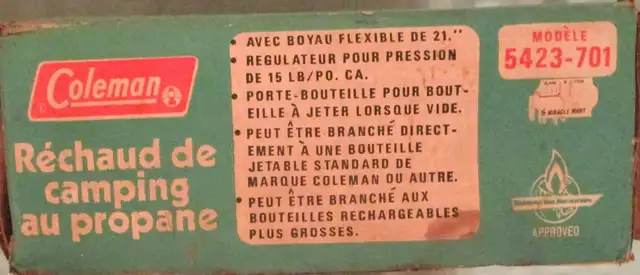 Coleman
Réchaud de
camping
au propane
• AVEC BOYAU FLEXIBLE DE 21."
• REGULATEUR POUR PRESSION
DE 15 LB/PO. CA.
• PORTE-BOUTEILLE POUR BOUT-
EILLE À JETER LORSQUE VIDE.
• PEUT ÊTRE BRANCHÉ DIRECT-
EMENT À UNE BOUTEILLE
JETABLE STANDARD DE
MARQUE COLEMAN OU AUTRE.
• PEUT ÊTRE BRANCHÉ AUX
BOUTEILLES RECHARGEABLES
PLUS GROSSES.
MODÈLE
5423-701
MIRACLE MART
APPROVED